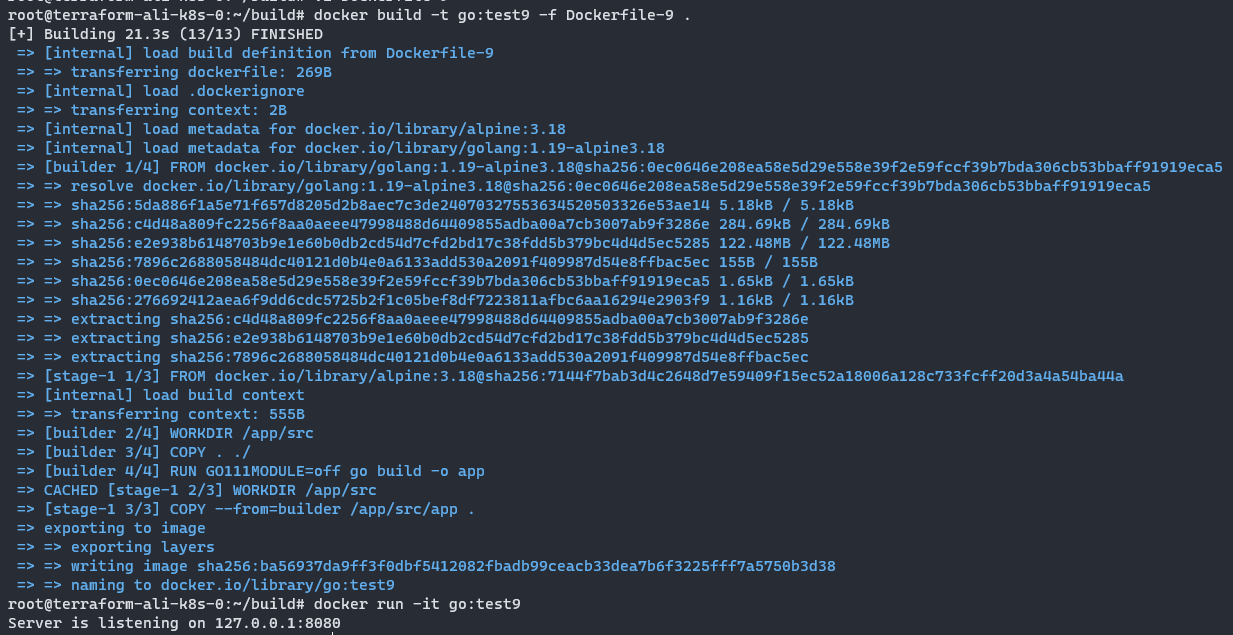 root@terraform-ali-k8s-0:~/build# docker build -t go:test9 -f Dockerfile-9 .
[+] Building 21.3s (13/13) FINISHED
=> [internal] load build definition from Dockerfile-9
=> => transferring dockerfile: 269B
=> [internal] load .dockerignore
=> => transferring context: 2B
=> [internal] load metadata for docker.io/library/alpine:3.18
=> [internal] load metadata for docker.io/library/golang:1.19-alpine3.18
=> [builder 1/4] FROM docker.io/library/golang:1.19-alpine3.18@sha256:0ec0646e208ea58e5d29e558e39f2e59fccf39b7bda306cb53bbaff91919eca5
=> => resolve docker.io/library/golang:1.19-alpine3.18@sha256:0ec0646e208ea58e5d29e558e39f2e59fccf39b7bda306cb53bbaff91919eca5
=> => sha256:5da886f1a5e71f657d8205d2b8aec7c3de24070327553634520503326e53ae14 5.18kB / 5.18kB
=> => sha256:c4d48a809fc2256f8aa0aeee47998488d64409855adba00a7cb3007ab9f3286e 284.69kB / 284.69kB
=> => sha256:e2e938b6148703b9e1e60b0db2cd54d7cfd2bd17c38fdd5b379bc4d4d5ec5285 122.48MB / 122.48MB
=> => sha256:7896c2688058484dc40121d0b4e0a6133add530a2091f409987d54e8ffbac5ec 155B / 155B
=> => sha256:0ec0646e208ea58e5d29e558e39f2e59fccf39b7bda306cb53bbaff91919eca5 1.65kB / 1.65kB
=> => sha256:276692412aea6f9dd6cdc5725b2f1c05bef8df7223811afbc6aa16294e2903f9 1.16kB / 1.16kB
=> => extracting sha256:c4d48a809fc2256f8aa0aeee47998488d64409855adba00a7cb3007ab9f3286e
=> => extracting sha256:e2e938b6148703b9e1e60b0db2cd54d7cfd2bd17c38fdd5b379bc4d4d5ec5285
=> => extracting sha256:7896c2688058484dc40121d0b4e0a6133add530a2091f409987d54e8ffbac5ec
=> [stage-1 1/3] FROM docker.io/library/alpine:3.18@sha256:7144f7bab3d4c2648d7e59409f15ec52a18006a128c733fcff20d3a4a54ba44a
=> [internal] load build context
=> => transferring context: 555B
=> [builder 2/4] WORKDIR /app/src
=> [builder 3/4] COPY . ./
=> [builder 4/4] RUN GO111MODULE=off go build -o app
=> CACHED [stage-1 2/3] WORKDIR /app/src
=> [stage-1 3/3] COPY --from=builder /app/src/app .
=> exporting to image
=> => exporting layers
=> => writing image sha256:ba56937da9ff3f0dbf5412082fbadb99ceacb33dea7b6f3225fff7a5750b3d38
=> => naming to docker.io/library/go:test9
root@terraform-ali-k8s-0:~/build# docker run -it go:test9
Server is listening on 127.0.0.1:8080